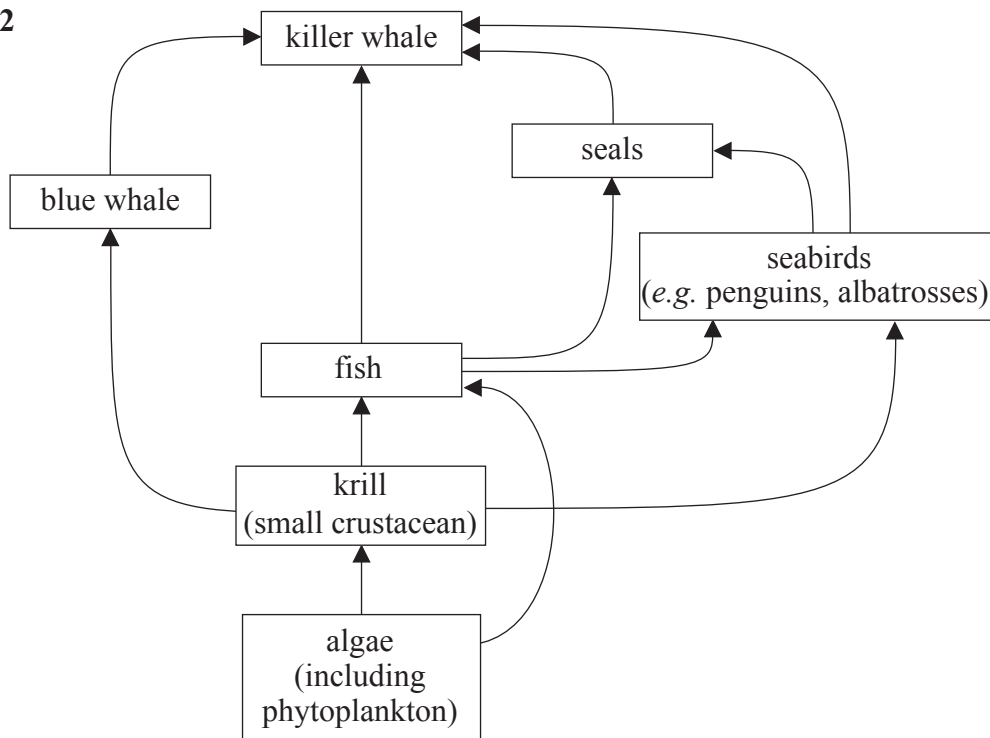 2
killer whale
seals
blue whale
seabirds
(e.g. penguins, albatrosses)
fish
krill
(small crustacean)
algae
(including
phytoplankton)